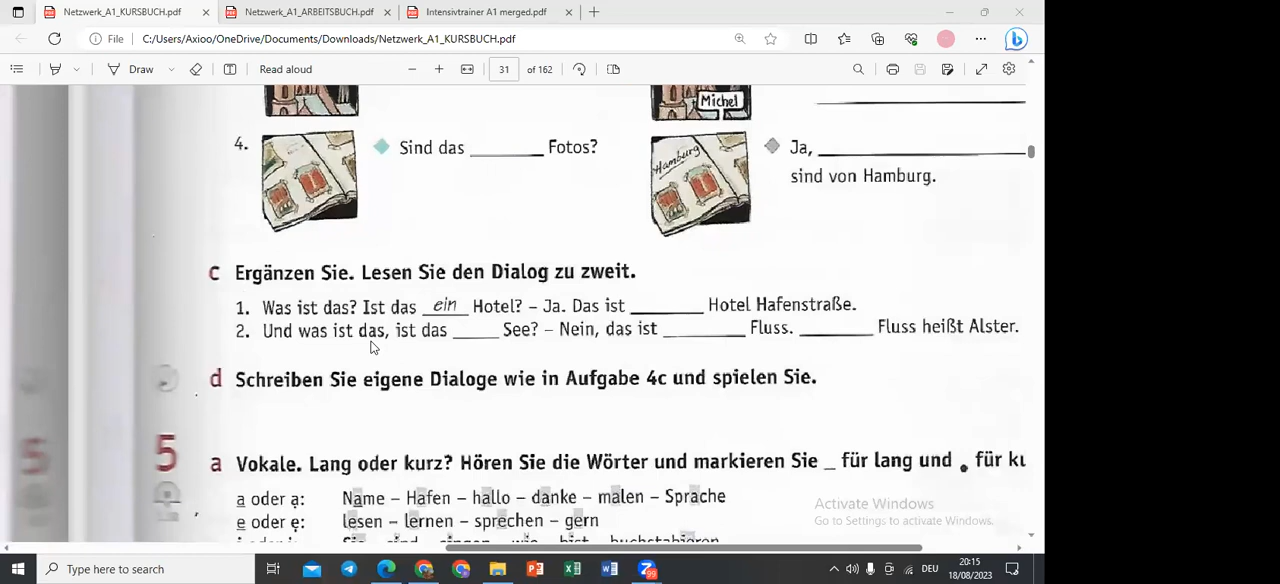 Netzwerk_A1_KURSBUCH.pdf
Netzwerk_A1_ARBEITSBUCH.pdf
Intensivtrainer A1 merged.pdf
File
C:/Users/Axioo/OneDrive/Documents/Downloads/Netzwerk_A1_KURSBUCH.pdf
Draw
Read aloud
31 of 162
Michel
4. Sind das ________ Fotos?
Hamburg
Ja, ________
sind von Hamburg.
c Ergänzen Sie. Lesen Sie den Dialog zu zweit.
1. Was ist das? Ist das ein Hotel? – Ja. Das ist ________ Hotel Hafenstraße.
2. Und was ist das, ist das _____ See? – Nein, das ist ________ Fluss. ________ Fluss heißt Alster.
d Schreiben Sie eigene Dialoge wie in Aufgabe 4c und spielen Sie.
5
5
a Vokale. Lang oder kurz? Hören Sie die Wörter und markieren Sie _ für lang und . für
a oder ạ: Name – Hafen – hallo – danke – malen – Sprache
e oder ẹ: lesen – lernen – sprechen – gern
Activate Windows
Go to Settings to activate Windows.
Type here to search
99
DEU
20:15
18/08/2023